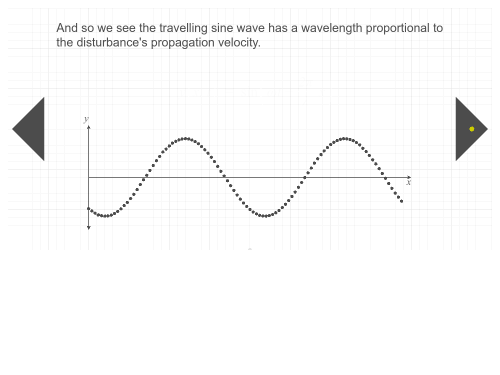 And so we see the travelling sine wave has a wavelength proportional to
the disturbance's propagation velocity.
y
x